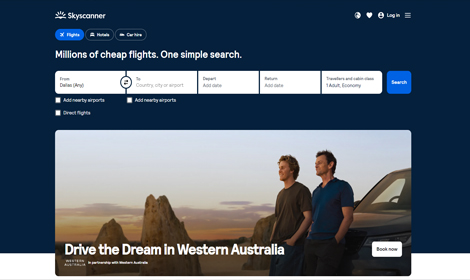 Skyscanner
Log in
Flights
Hotels
Car hire
Millions of cheap flights. One simple search.
From
Dallas (Any)
To
Country, city or airport
Depart
Add date
Return
Add date
Travellers and cabin class
1 Adult, Economy
Search
Add nearby airports
Add nearby airports
Direct flights
Drive the Dream in Western Australia
Book now
WESTERN AUSTRALIA
In partnership with Western Australia